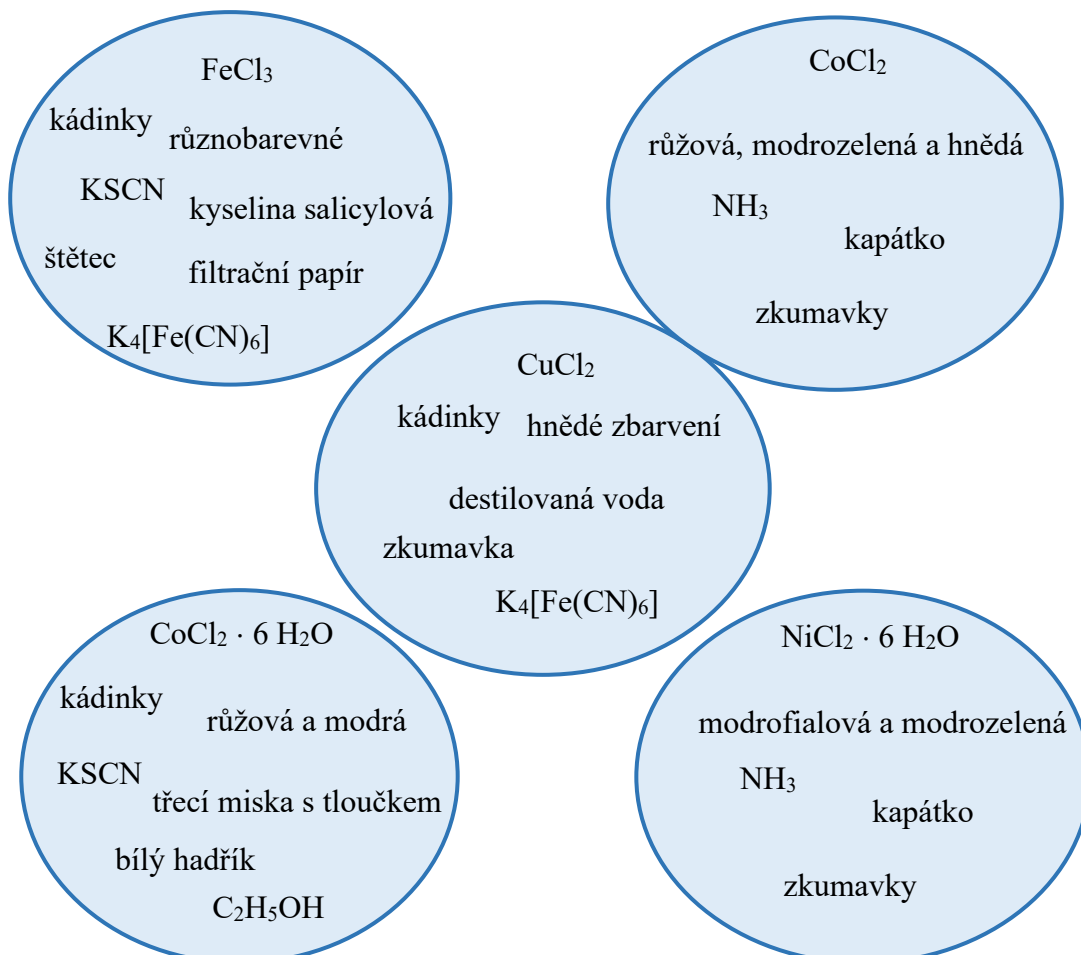 FeCl₃
kádinky
různobarevné
KSCN
kyselina salicylová
štětec
filtrační papír
K₄[Fe(CN)₆]
CoCl₂
růžová, modrozelená a hnědá
NH₃
kapátko
zkumavky
CuCl₂
kádinky
hnědé zbarvení
destilovaná voda
zkumavka
K₄[Fe(CN)₆]
CoCl₂ · 6 H₂O
kádinky
růžová a modrá
KSCN
třecí miska s tloučkem
bílý hadřík
C₂H₅OH
NiCl₂ · 6 H₂O
modrofialová a modrozelená
NH₃
kapátko
zkumavky